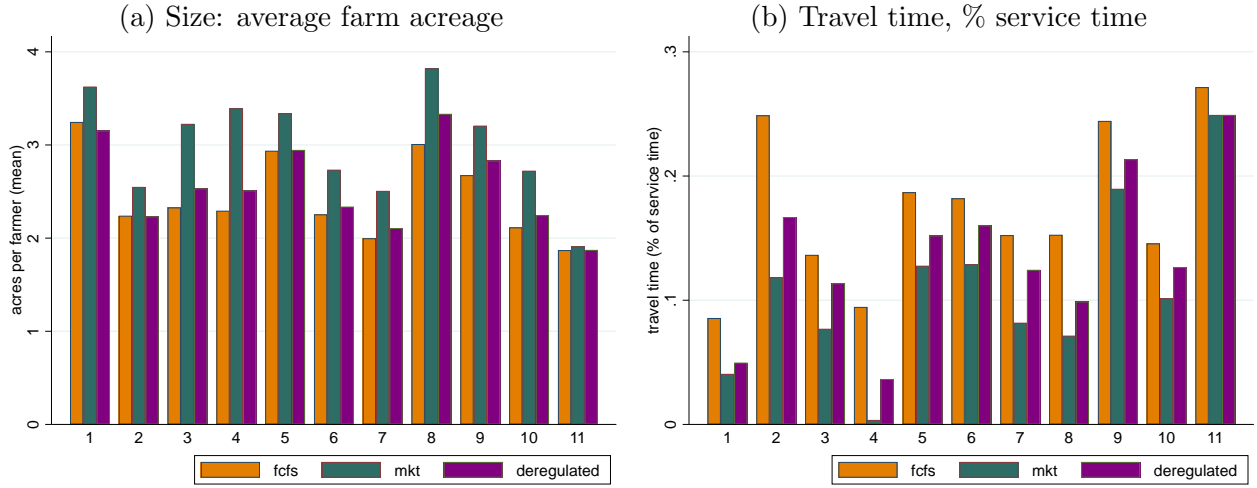 (a) Size: average farm acreage
acres per farmer (mean)
4
3
2
1
0
1 2 3 4 5 6 7 8 9 10 11
fcfs mkt deregulated
(b) Travel time, % service time
travel time (% of service time)
.3
.2
.1
0
1 2 3 4 5 6 7 8 9 10 11
fcfs mkt deregulated